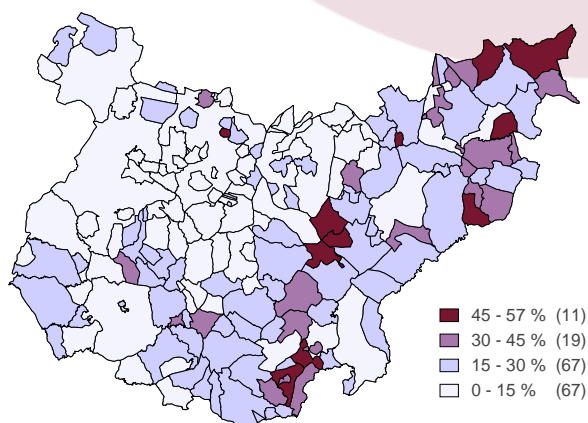 45 - 57 % (11)
30 - 45 % (19)
15 - 30 % (67)
0 - 15 % (67)